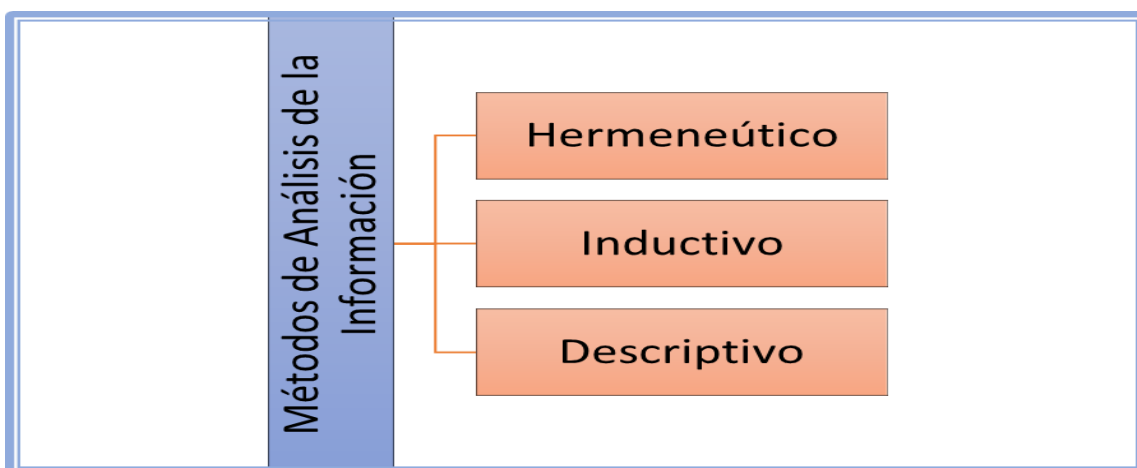 Métodos de Análisis de la
Información
Hermeneútico
Inductivo
Descriptivo